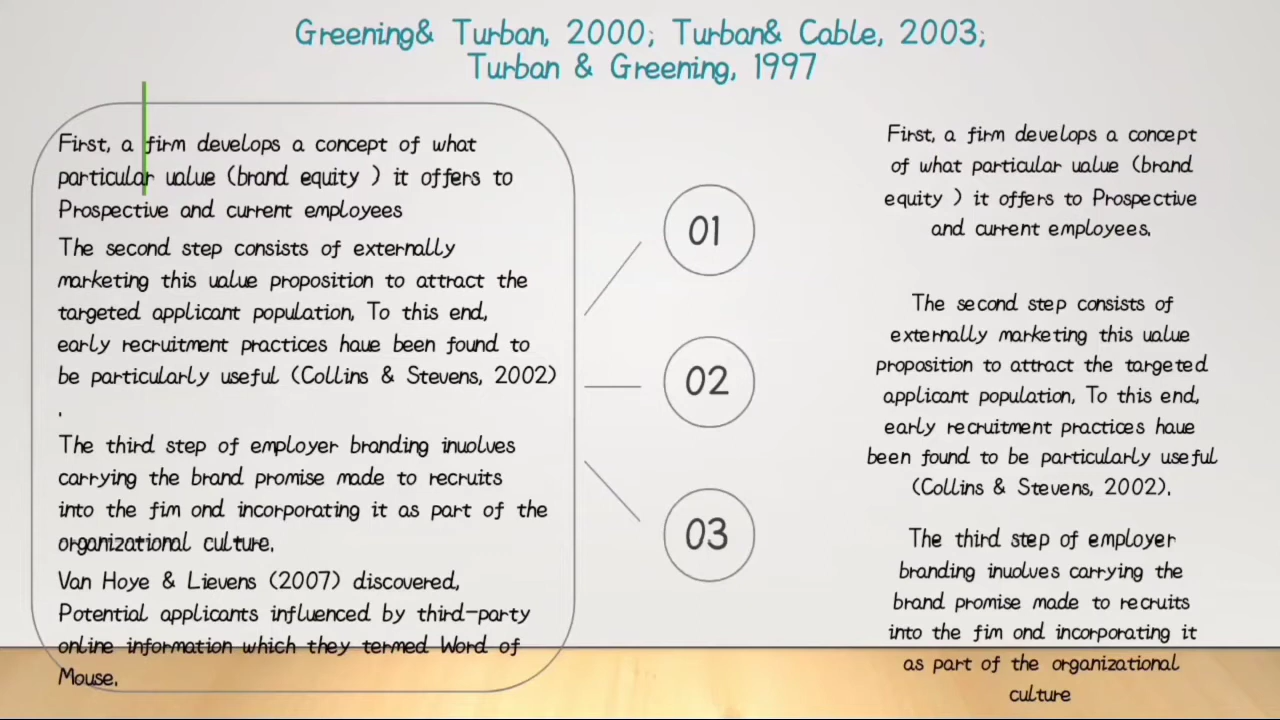 Greening& Turban, 2000; Turban& Cable, 2003;
Turban & Greening, 1997
First, a firm develops a concept of what
particular value (brand equity ) it offers to
Prospective and current employees
The second step consists of externally
marketing this value proposition to attract the
targeted applicant population, To this end,
early recruitment practices have been found to
be particularly useful (Collins & Stevens, 2002)
.
The third step of employer branding involves
carrying the brand promise made to recruits
into the fim ond incorporating it as part of the
organizational culture,
Van Hoye & Lievens (2007) discovered,
Potential applicants influenced by third-party
online information which they termed Word of
Mouse,
01
02
03
First, a firm develops a concept
of what particular value (brand
equity ) it offers to Prospective
and current employees,
The second step consists of
externally marketing this value
proposition to attract the targeted
applicant population, To this end,
early recruitment practices have
been found to be particularly useful
(Collins & Stevens, 2002),
The third step of employer
branding involves carrying the
brand promise made to recruits
into the fim ond incorporating it
as part of the organizational
culture